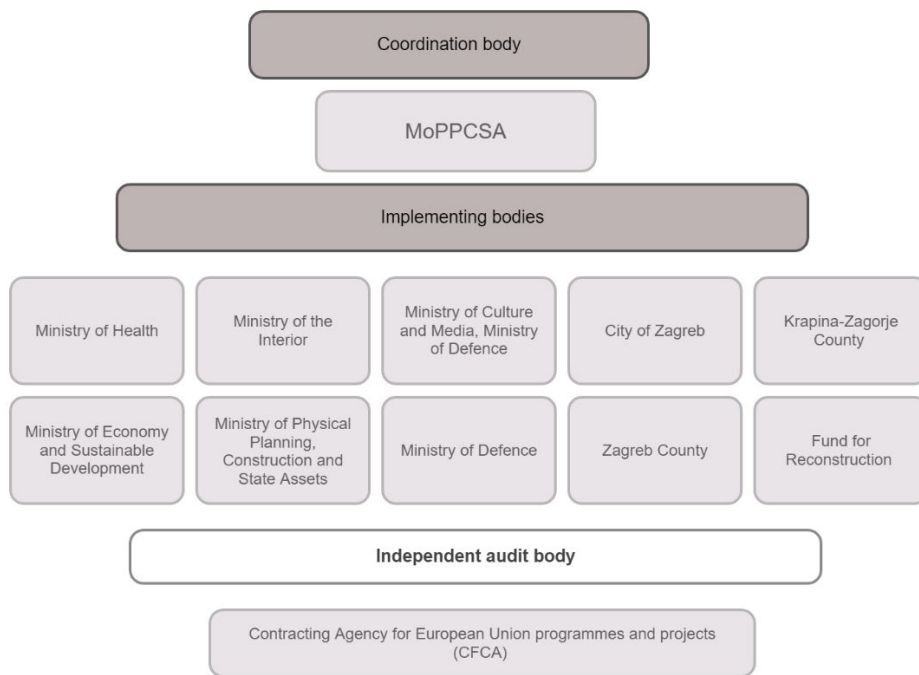 Coordination body
MoPPCSA
Implementing bodies
Ministry of Health
Ministry of the
Interior
Ministry of Culture
and Media, Ministry
of Defence
City of Zagreb
Krapina-Zagorje
County
Ministry of Economy
and Sustainable
Development
Ministry of Physical
Planning,
Construction and
State Assets
Ministry of Defence
Zagreb County
Fund for
Reconstruction
Independent audit body
Contracting Agency for European Union programmes and projects
(CFCA)